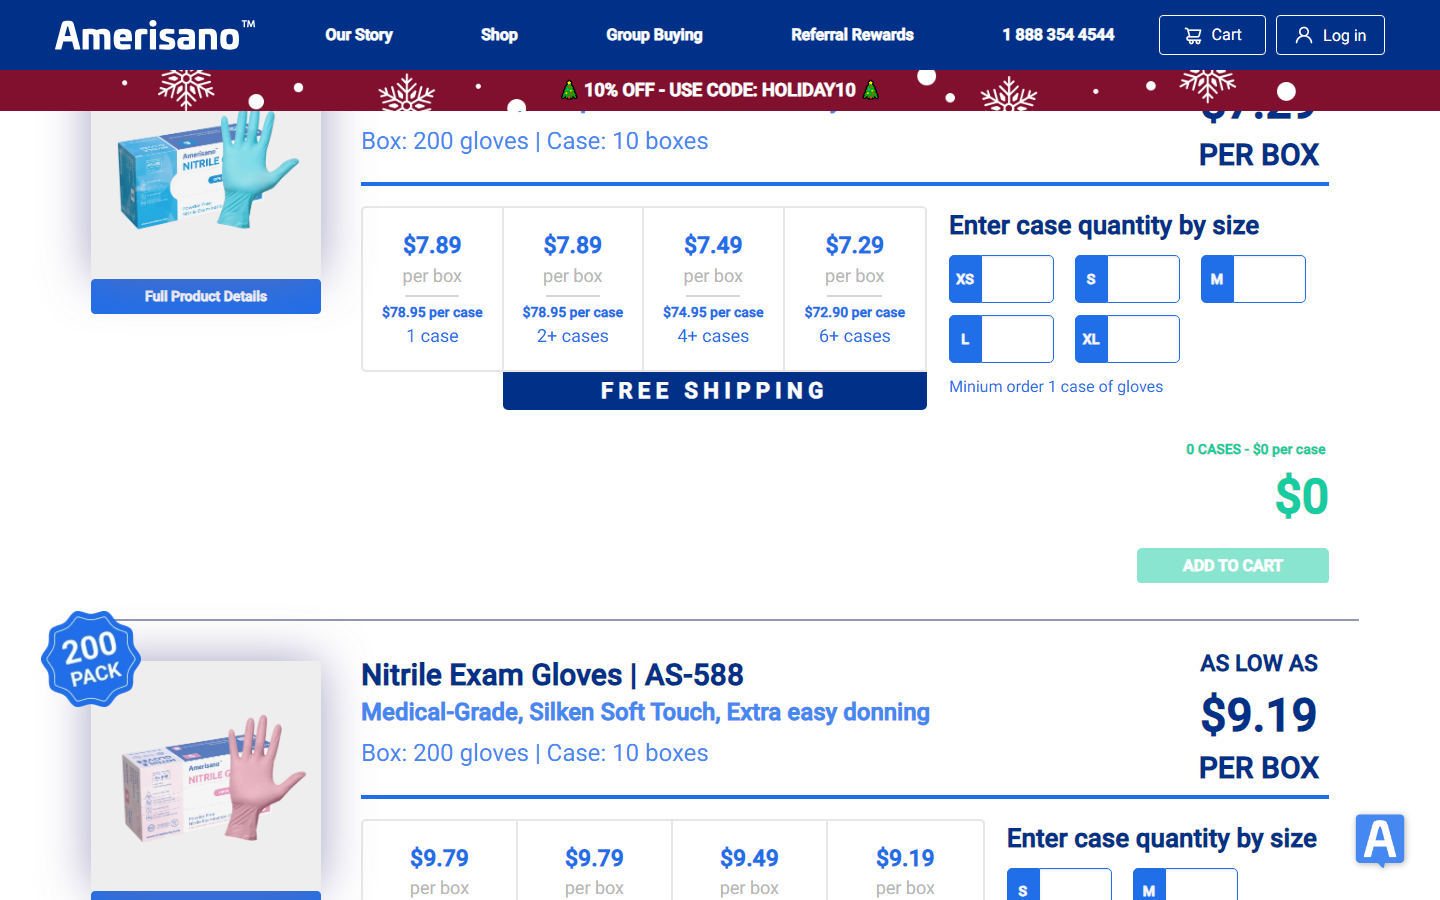 Amerisano™
Our Story
Shop
Group Buying
Referral Rewards
1 888 354 4544
Cart
Log in
10% OFF - USE CODE: HOLIDAY10
$7.29
Box: 200 gloves | Case: 10 boxes
PER BOX
Amerisano
NITRILE G
Full Product Details
$7.89
per box
$78.95 per case
1 case
$7.89
per box
$78.95 per case
2+ cases
$7.49
per box
$74.95 per case
4+ cases
$7.29
per box
$72.90 per case
6+ cases
FREE SHIPPING
Enter case quantity by size
XS
S
M
L
XL
Minium order 1 case of gloves
0 CASES - $0 per case
$0
ADD TO CART
200
PACK
Amerisano
NITRILE G
Nitrile Exam Gloves | AS-588
Medical-Grade, Silken Soft Touch, Extra easy donning
Box: 200 gloves | Case: 10 boxes
AS LOW AS
$9.19
PER BOX
$9.79
per box
$9.79
per box
$9.49
per box
$9.19
per box
Enter case quantity by size
S
M
A